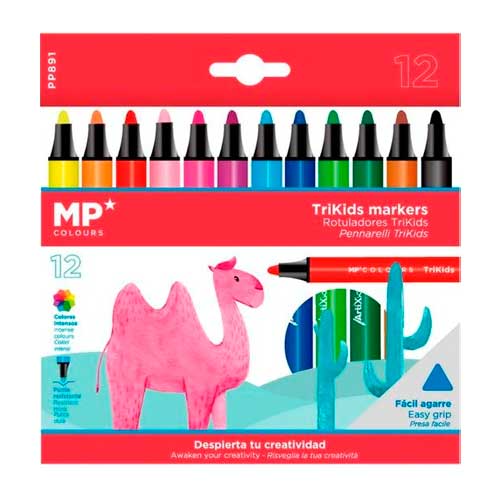 PP891
12
MP
COLOURS
TriKids markers
Rotuladores TriKids
Pennarelli TriKids
12
MP COLOURS TriKids
Colores
intensos
Intense
colours
Color
intensi
Punta
resistente
Resistant
Punta
dura
ArtiX
Fácil agarre
Easy grip
Presa facile
Despierta tu creatividad
Awaken your creativity - Risveglia la tua creatività